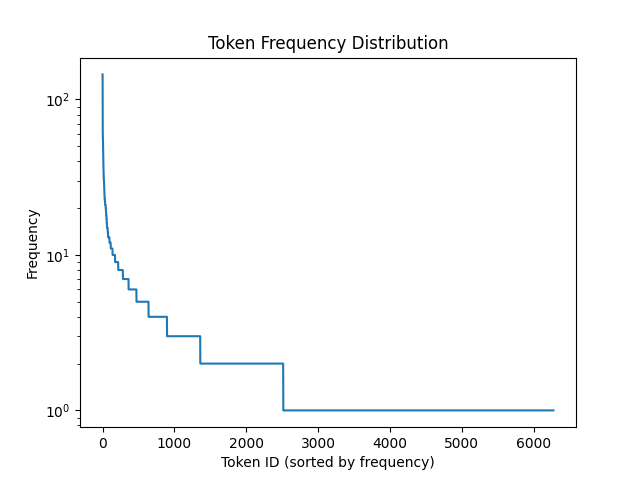 Token Frequency Distribution
Frequency
10²
10¹
10⁰
0 1000 2000 3000 4000 5000 6000
Token ID (sorted by frequency)